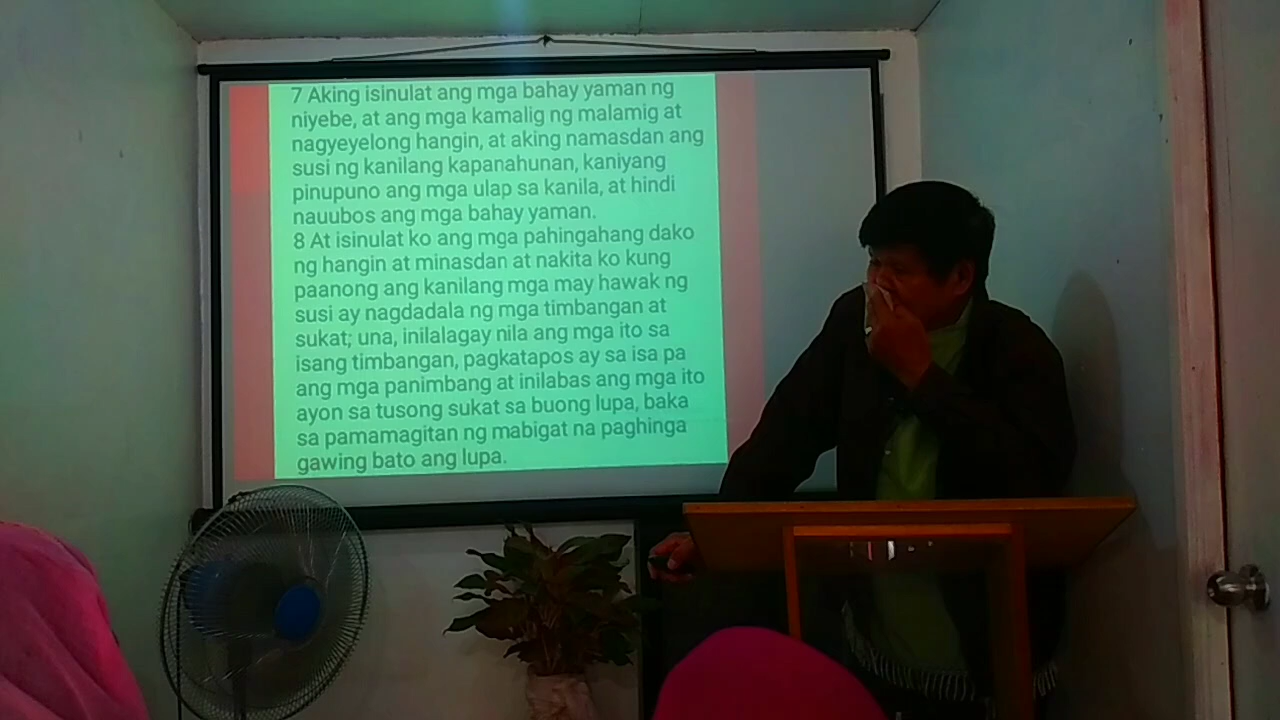 7 Aking isinulat ang mga bahay yaman ng
niyebe, at ang mga kamalig ng malamig at
nagyeyelong hangin, at aking namasdan ang
susi ng kanilang kapanahunan, kaniyang
pinupuno ang mga ulap sa kanila, at hindi
nauubos ang mga bahay yaman.
8 At isinulat ko ang mga pahingahang dako
ng hangin at minasdan at nakita ko kung
paanong ang kanilang mga may hawak ng
susi ay nagdadala ng mga timbangan at
sukat; una, inilalagay nila ang mga ito sa
isang timbangan, pagkatapos ay sa isa pa
ang mga panimbang at inilabas ang mga ito
ayon sa tusong sukat sa buong lupa, baka
sa pamamagitan ng mabigat na paghinga
gawing bato ang lupa.